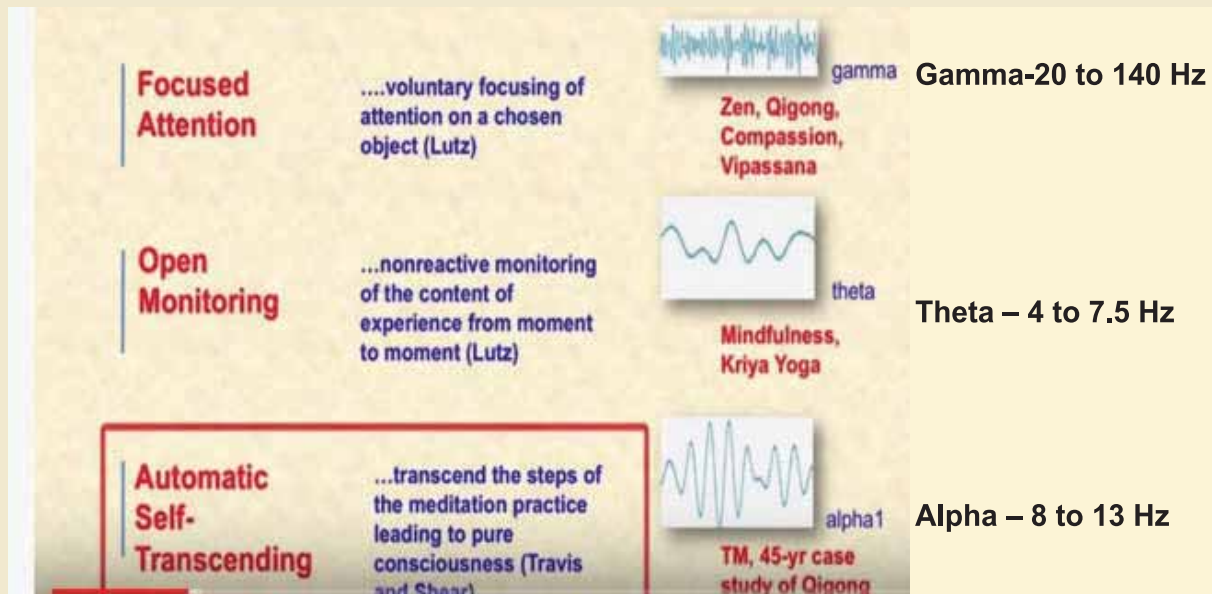 Focused
Attention
....voluntary focusing of
attention on a chosen
object (Lutz)
gamma
Zen, Qigong,
Compassion,
Vipassana
Gamma-20 to 140 Hz
Open
Monitoring
...nonreactive monitoring
of the content of
experience from moment
to moment (Lutz)
theta
Mindfulness,
Kriya Yoga
Theta – 4 to 7.5 Hz
Automatic
Self-
Transcending
...transcend the steps of
the meditation practice
leading to pure
consciousness (Travis
and Shear)
alpha1
TM, 45-yr case
study of Qigong
Alpha – 8 to 13 Hz